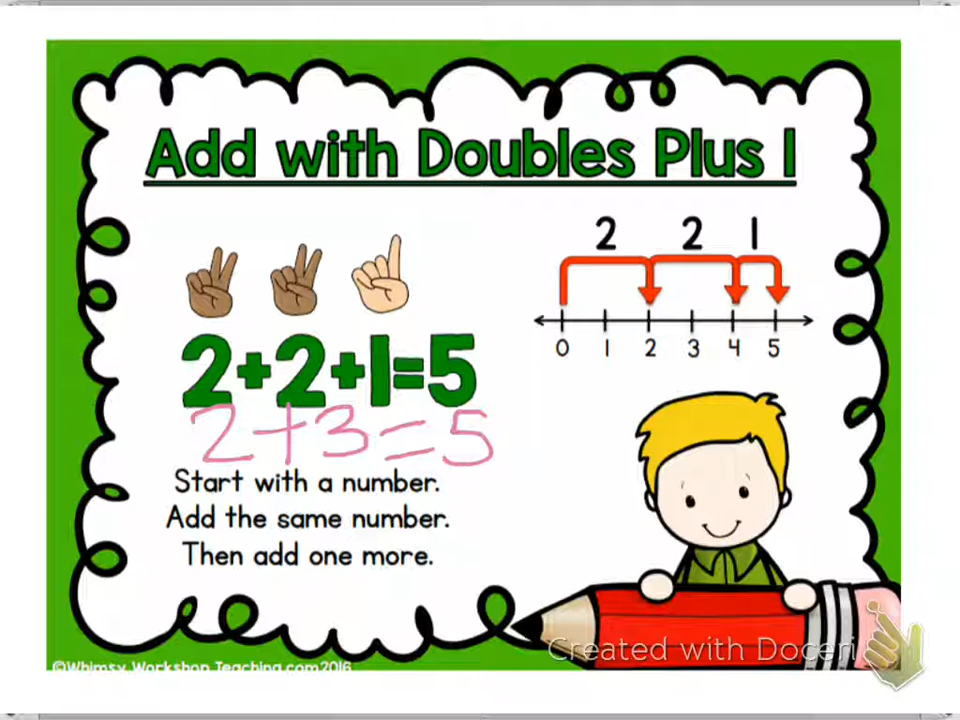 Add with Doubles Plus 1
2 2 1
0 1 2 3 4 5
2+2+1=5
2+3=5
Start with a number.
Add the same number.
Then add one more.
Created with Doceri
©Whimsy Workshop Teaching.com2016